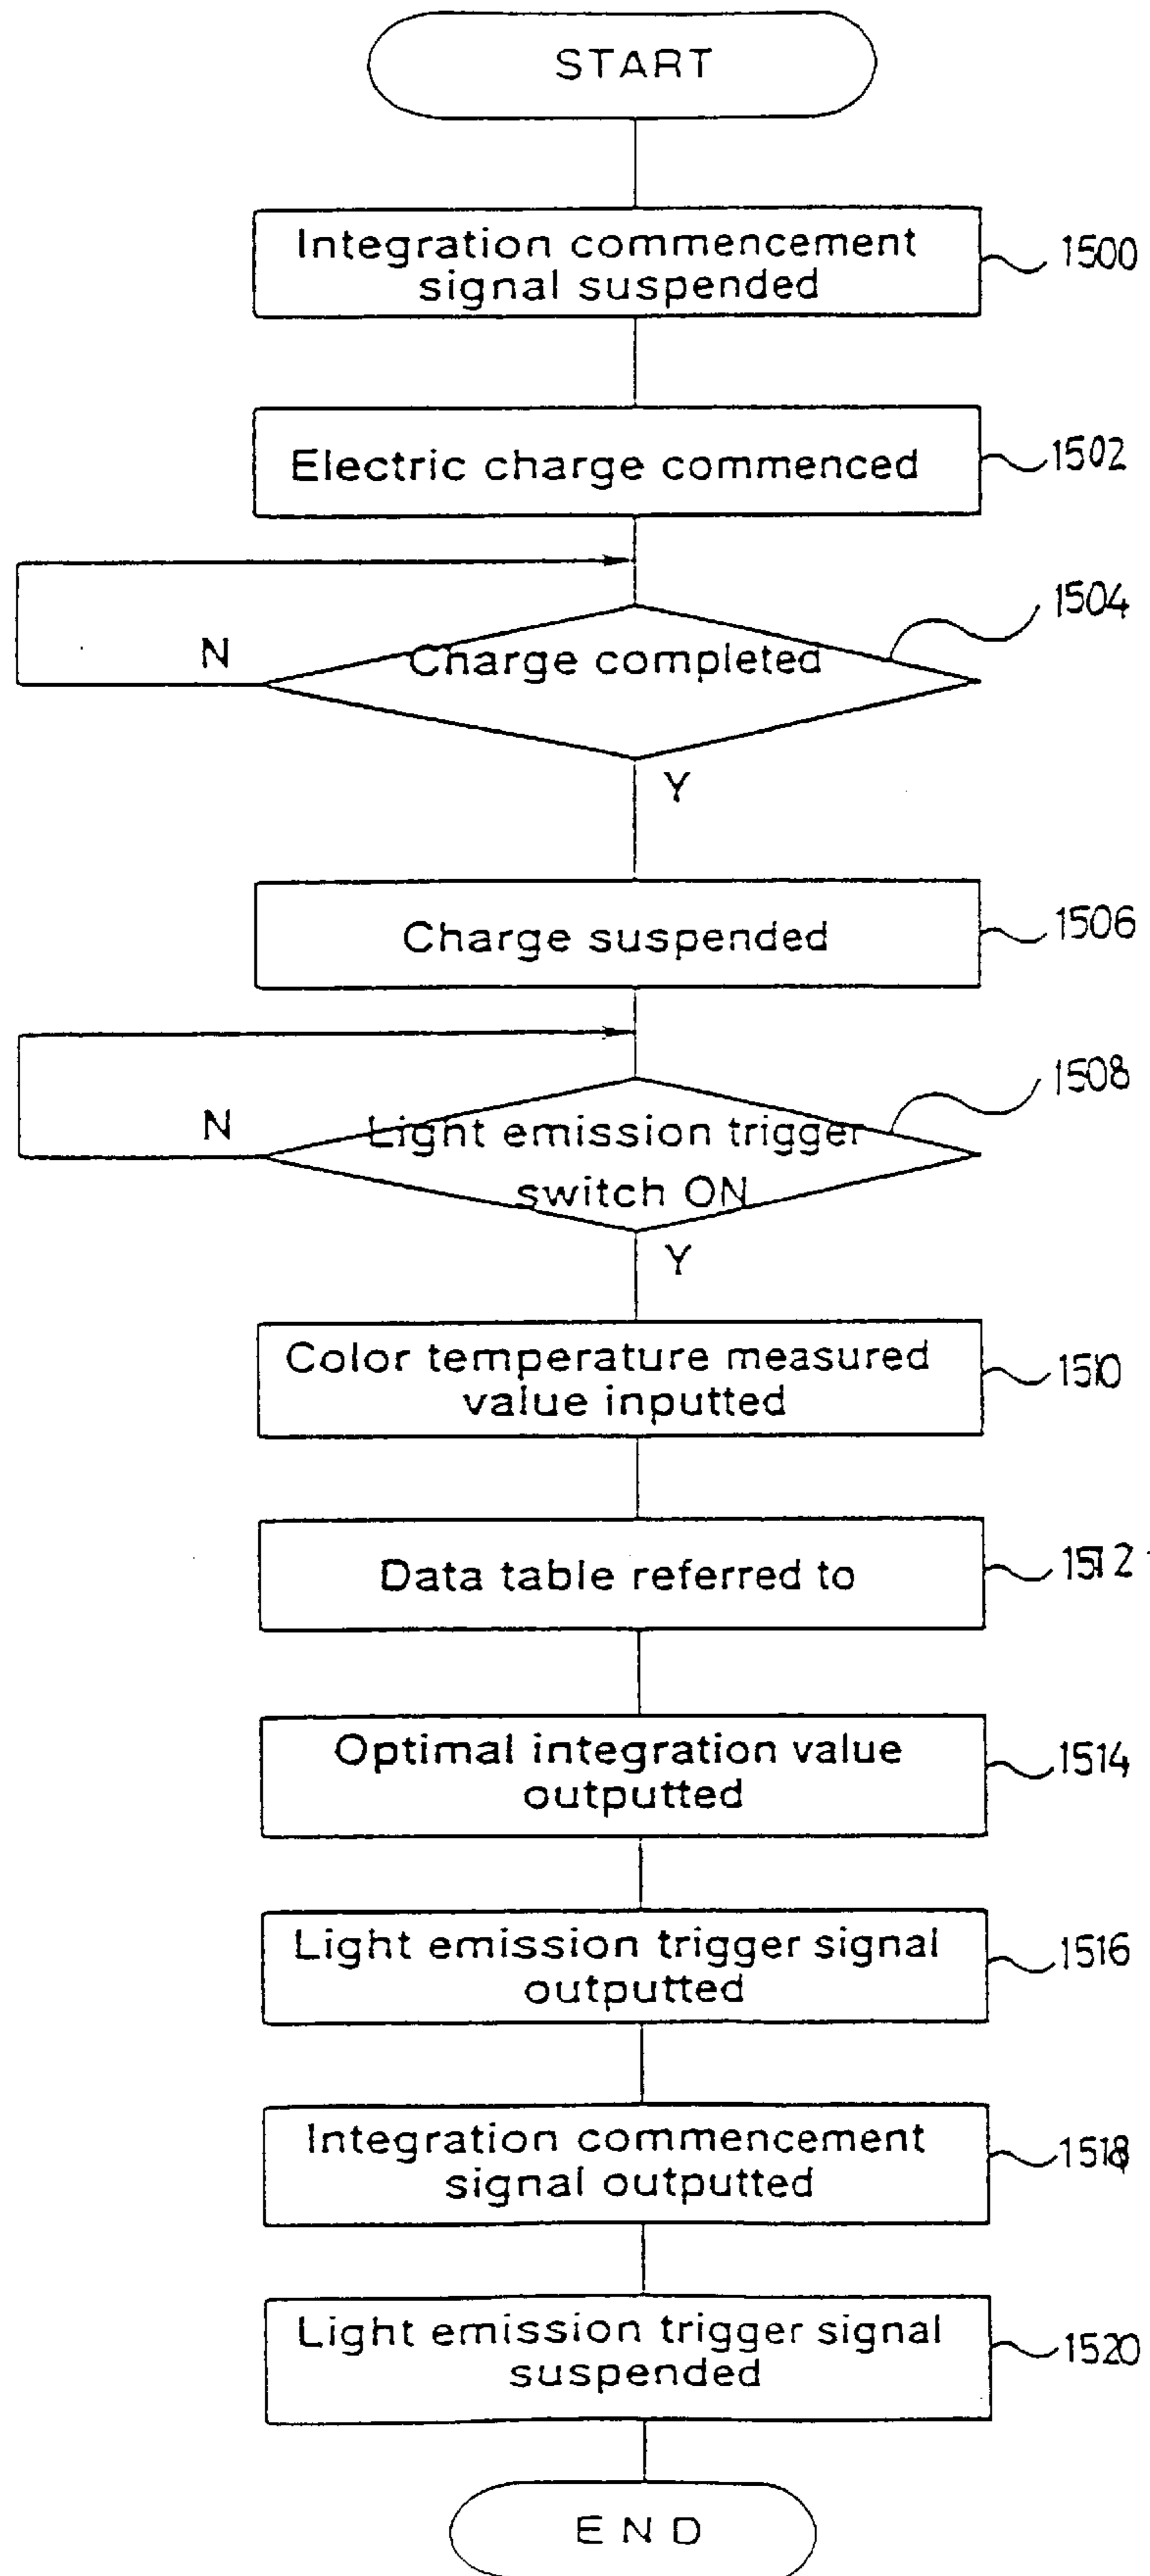 START
Integration commencement
signal suspended
1500
Electric charge commenced
1502
Charge completed
1504
N
Y
Charge suspended
1506
Light emission trigger
switch ON
1508
N
Y
Color temperature measured
value inputted
1510
Data table referred to
1512
Optimal integration value
outputted
1514
Light emission trigger signal
outputted
1516
Integration commencement
signal outputted
1518
Light emission trigger signal
suspended
1520
END